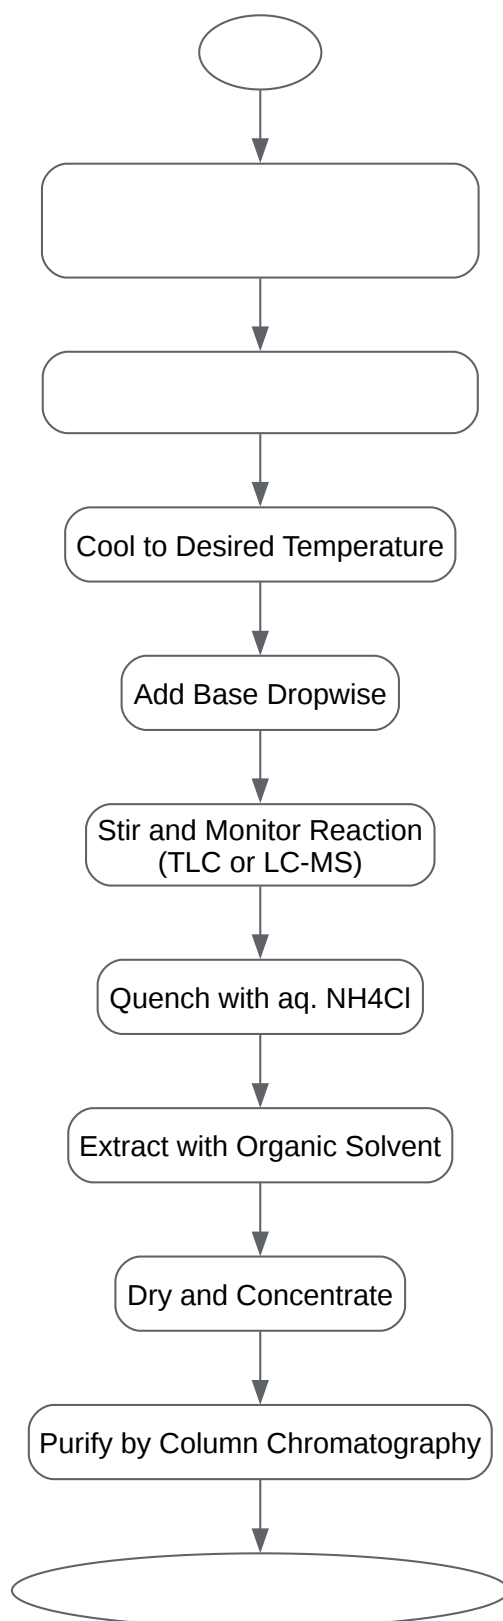 Cool to Desired Temperature
Add Base Dropwise
Stir and Monitor Reaction
(TLC or LC-MS)
Quench with aq. NH4Cl
Extract with Organic Solvent
Dry and Concentrate
Purify by Column Chromatography